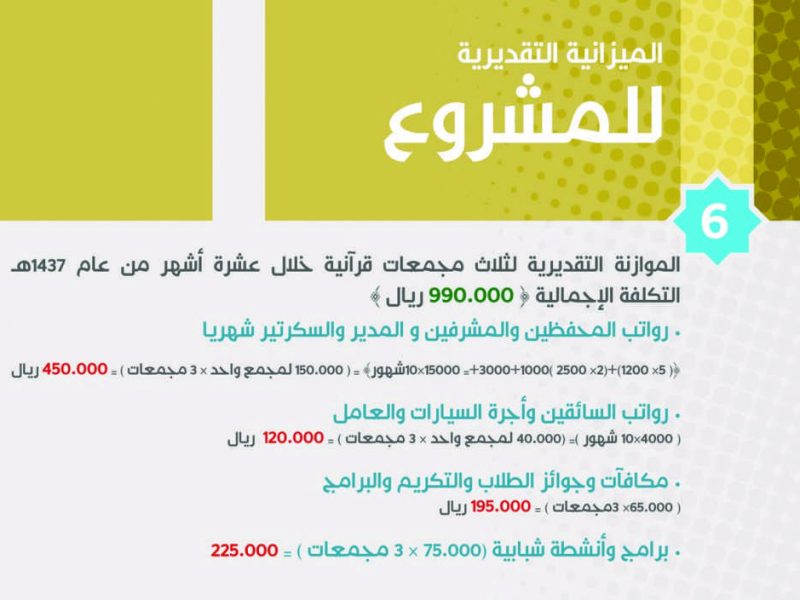 الميزانية التقديرية
للمشروع
6
الموازنة التقديرية لثلاث مجمعات قرآنية خلال عشرة أشهر من عام 1437هـ
التكلفة الإجمالية ﴿ 990.000 ريال ﴾
• رواتب المحفظين والمشرفين و المدير والسكرتير شهريا
﴿( 5× 1200)+(2× 2500 )1000+3000+= 15000×10شهور﴾ = ( 150.000 لمجمع واحد × 3 مجمعات ) = 450.000 ريال
• رواتب السائقين وأجرة السيارات والعامل
( 4000×10 شهور )= (40.000 لمجمع واحد × 3 مجمعات ) = 120.000 ريال
• مكافآت وجوائز الطلاب والتكريم والبرامج
( 65.000× 3مجمعات ) = 195.000 ريال
• برامج وأنشطة شبابية (75.000 × 3 مجمعات ) = 225.000